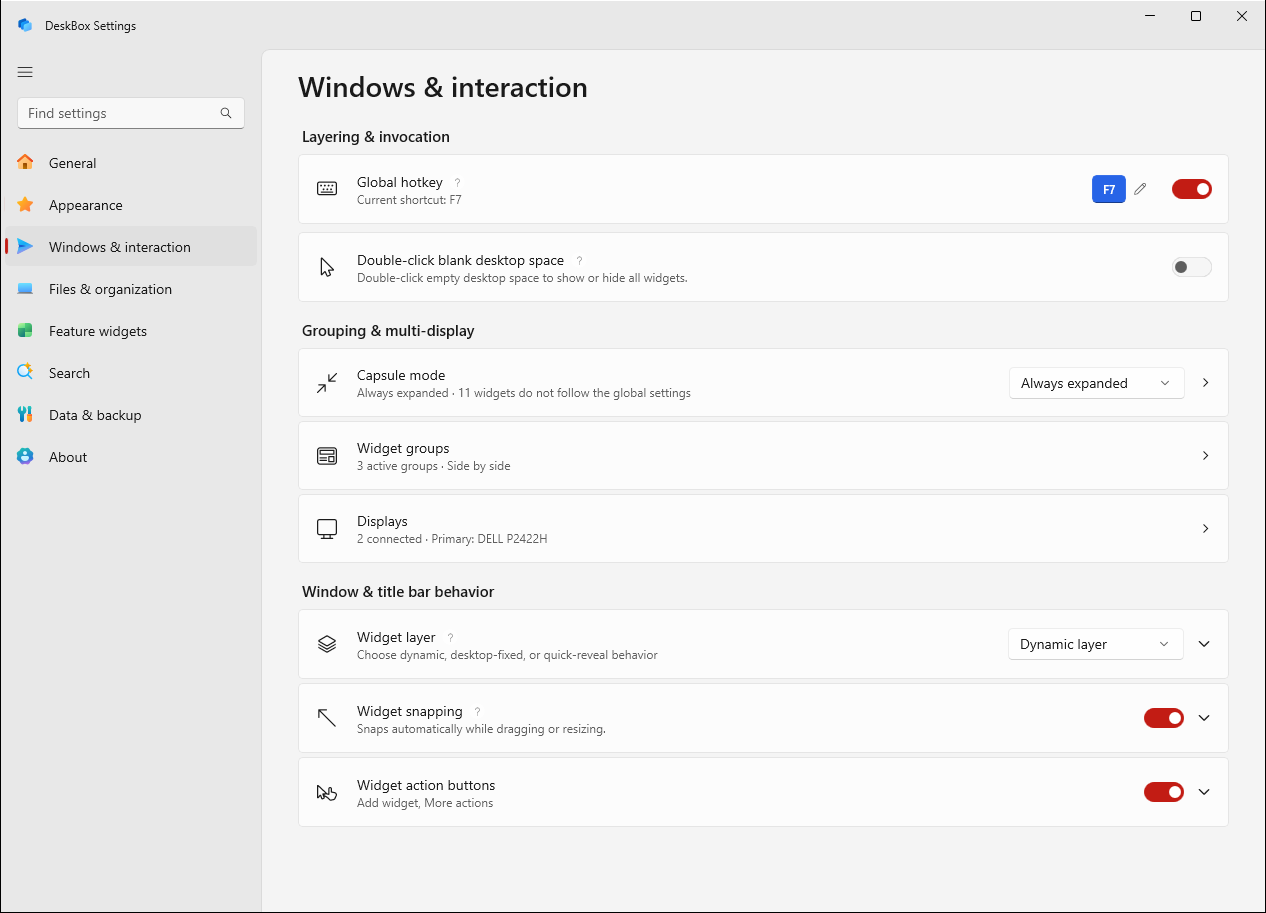 DeskBox Settings
Find settings
General
Appearance
Windows & interaction
Files & organization
Feature widgets
Search
Data & backup
About
Windows & interaction
Layering & invocation
Global hotkey ?
Current shortcut: F7
F7
Double-click blank desktop space ?
Double-click empty desktop space to show or hide all widgets.
Grouping & multi-display
Capsule mode
Always expanded · 11 widgets do not follow the global settings
Always expanded
Widget groups
3 active groups · Side by side
Displays
2 connected · Primary: DELL P2422H
Window & title bar behavior
Widget layer ?
Choose dynamic, desktop-fixed, or quick-reveal behavior
Dynamic layer
Widget snapping ?
Snaps automatically while dragging or resizing.
Widget action buttons
Add widget, More actions